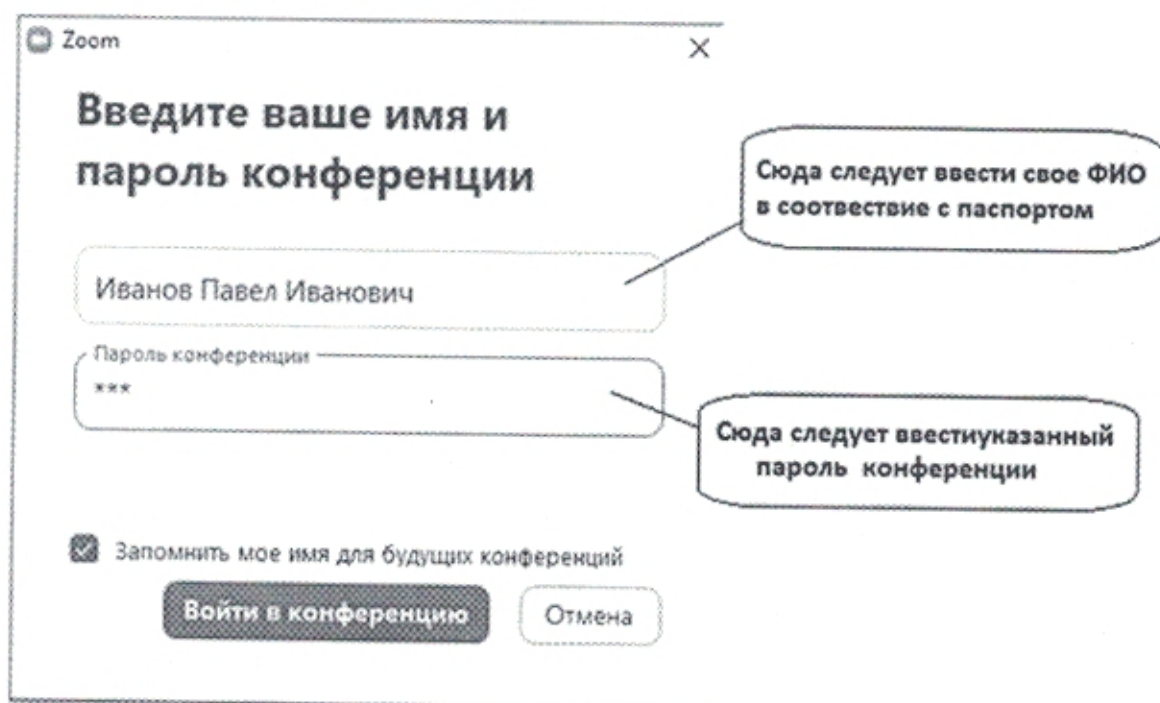 Zoom
Введите ваше имя и
пароль конференции
Сюда следует ввести свое ФИО
в соотвествие с паспортом
Иванов Павел Иванович
Пароль конференции
***
Сюда следует ввестиуказанный
пароль конференции
Запомнить мое имя для будущих конференций
Войти в конференцию
Отмена